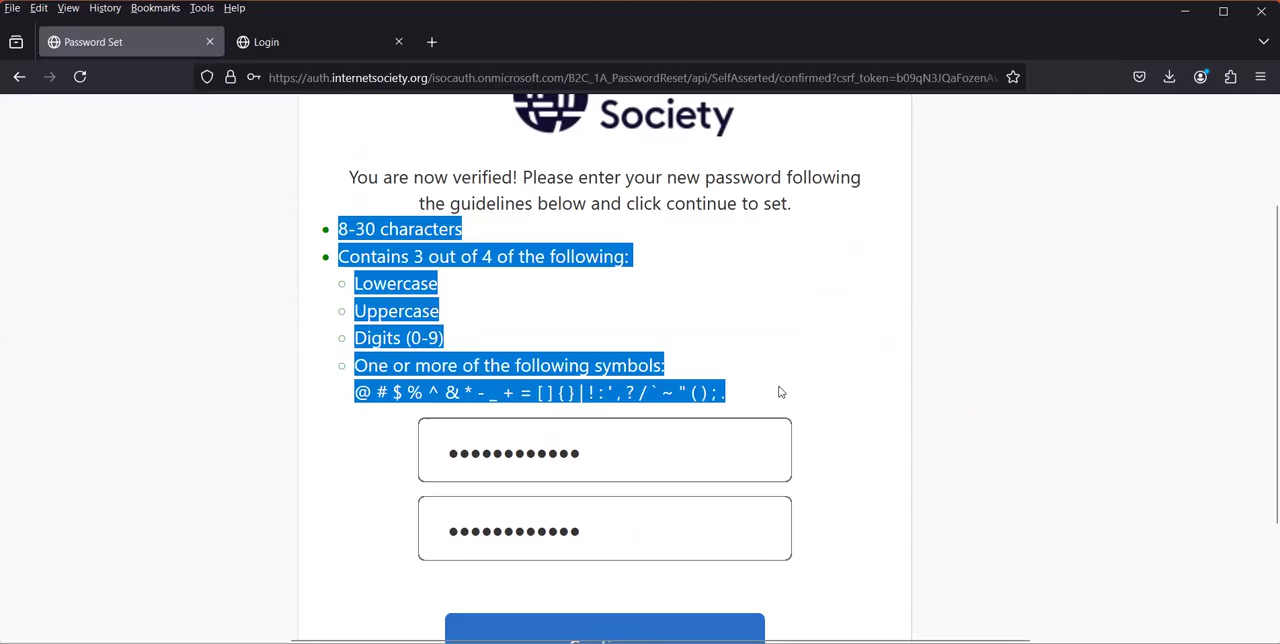 File Edit View History Bookmarks Tools Help
Password Set
Login
https://auth.internetsociety.org/isocauth.onmicrosoft.com/B2C_1A_PasswordReset/api/SelfAsserted/confirmed?csrf_token=b09qN3JQaFozenA
Society
You are now verified! Please enter your new password following
the guidelines below and click continue to set.
8-30 characters
Contains 3 out of 4 of the following:
Lowercase
Uppercase
Digits (0-9)
One or more of the following symbols:
@ # $ % ^ & * - _ + = [ ] { } | ! : ' , ? / ` ~ " ( ) ; .